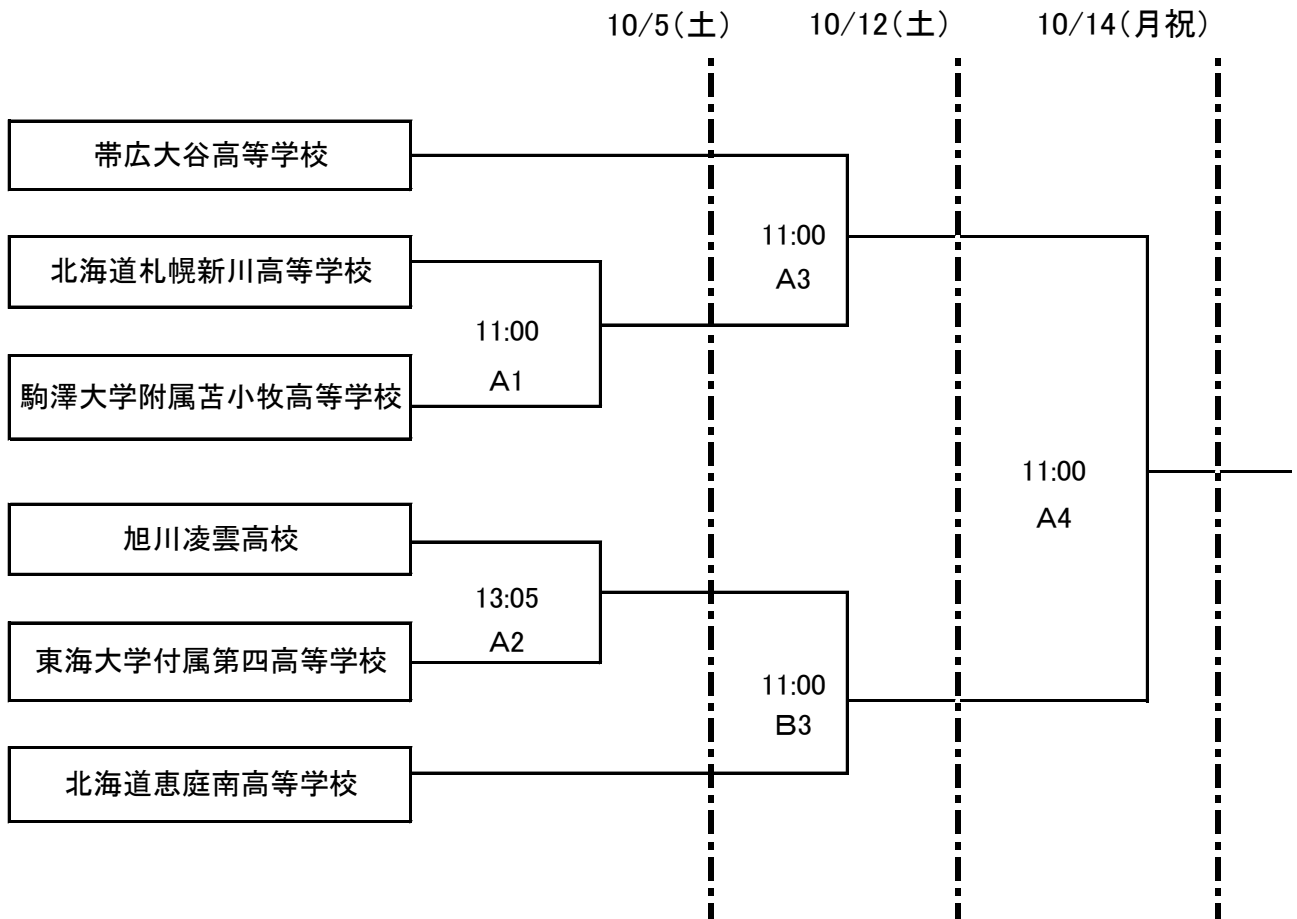 10/5(土)
10/12(土)
10/14(月祝)
帯広大谷高等学校
北海道札幌新川高等学校
11:00
A3
11:00
A1
駒澤大学附属苫小牧高等学校
11:00
A4
旭川凌雲高校
13:05
A2
東海大学付属第四高等学校
11:00
B3
北海道恵庭南高等学校